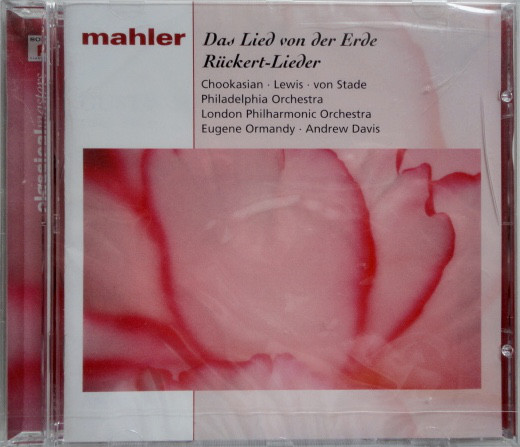 mahler
Das Lied von der Erde
Rückert-Lieder
Chookasian · Lewis · von Stade
Philadelphia Orchestra
London Philharmonic Orchestra
Eugene Ormandy · Andrew Davis
classicalmasters